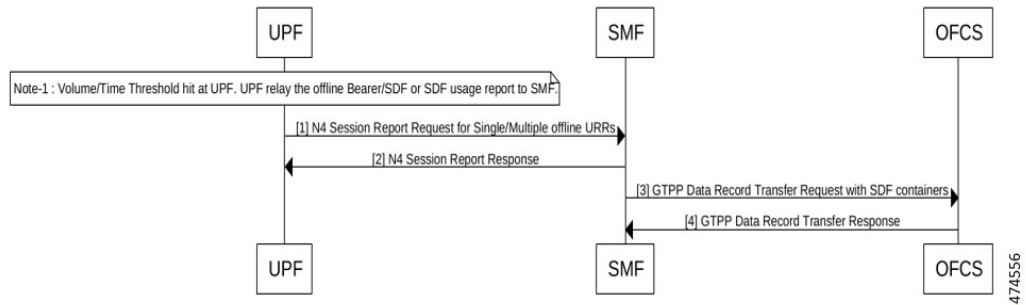 UPF SMF OFCS
Note-1 : Volume/Time Threshold hit at UPF. UPF relay the offline Bearer/SDF or SDF usage report to SMF.
[1] N4 Session Report Request for Single/Multiple offline URRs
[2] N4 Session Report Response
[3] GTPP Data Record Transfer Request with SDF containers
[4] GTPP Data Record Transfer Response
UPF SMF OFCS
474556